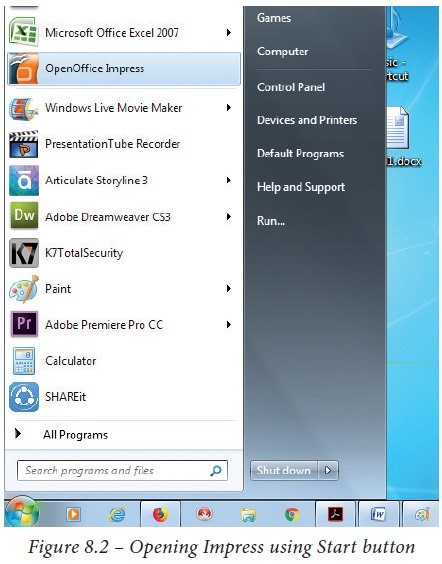 Microsoft Office Excel 2007
OpenOffice Impress
Windows Live Movie Maker
PresentationTube Recorder
Articulate Storyline 3
Dw
Adobe Dreamweaver CS3
K7
K7TotalSecurity
Paint
Pr
Adobe Premiere Pro CC
Calculator
SHAREit
All Programs
Search programs and files
Games
Computer
Control Panel
Devices and Printers
Default Programs
Help and Support
Run...
Shut down
sic -
rtcut
1.docx
Figure 8.2 – Opening Impress using Start button